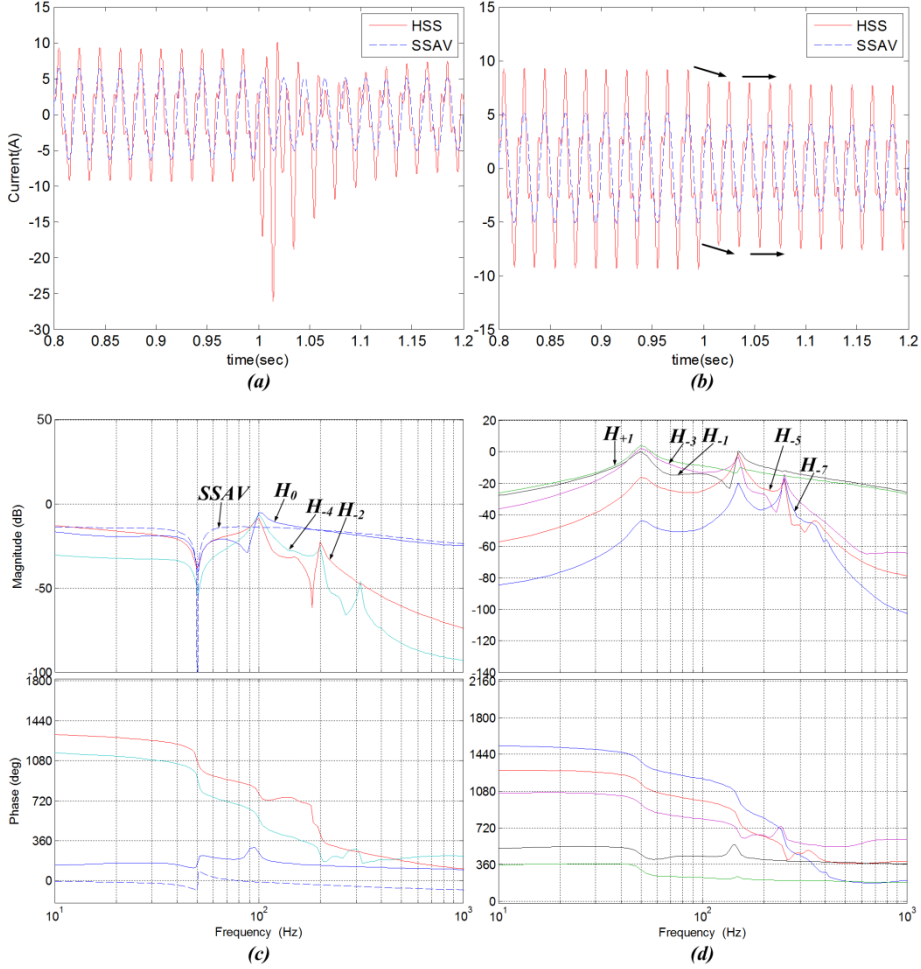 HSS
SSAV
15
10
5
0
-5
-10
-15
-20
-25
-30
Current(A)
0.8 0.85 0.9 0.95 1 1.05 1.1 1.15 1.2
time(sec)
(a)
HSS
SSAV
15
10
5
0
-5
-10
-15
0.8 0.85 0.9 0.95 1 1.05 1.1 1.15 1.2
time(sec)
(b)
50
0
-50
-100
Magnitude (dB)
SSAV
H0
H-4
H-2
1800
1440
1080
720
360
0
Phase (deg)
10^1 10^2 10^3
Frequency (Hz)
(c)
20
0
-20
-40
-60
-80
-100
-120
-140
H+1
H-3
H-1
H-5
H-7
2160
1800
1440
1080
720
360
0
10^1 10^2 10^3
Frequency (Hz)
(d)